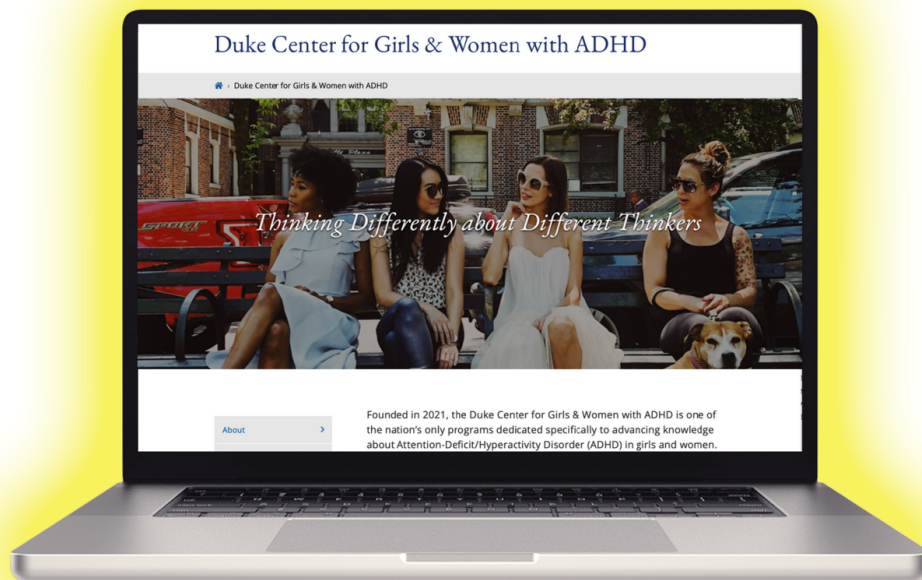 Duke Center for Girls & Women with ADHD
Duke Center for Girls & Women with ADHD
SPORT
Thinking Differently about Different Thinkers
About
Founded in 2021, the Duke Center for Girls & Women with ADHD is one of
the nation's only programs dedicated specifically to advancing knowledge
about Attention-Deficit/Hyperactivity Disorder (ADHD) in girls and women.